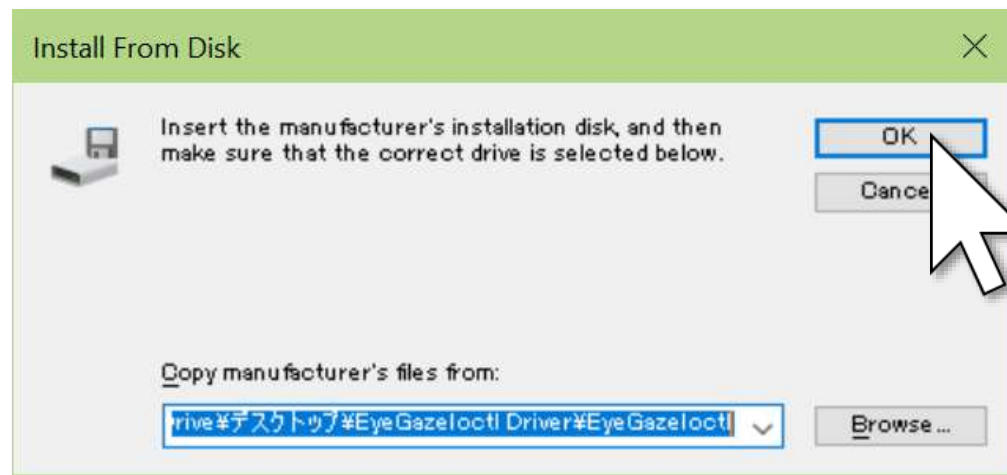 Install From Disk
Insert the manufacturer's installation disk, and then
make sure that the correct drive is selected below.
OK
Cance
Copy manufacturer's files from:
rive¥デスクトップ¥EyeGazeIoctl Driver¥EyeGazeIoctl
Browse...